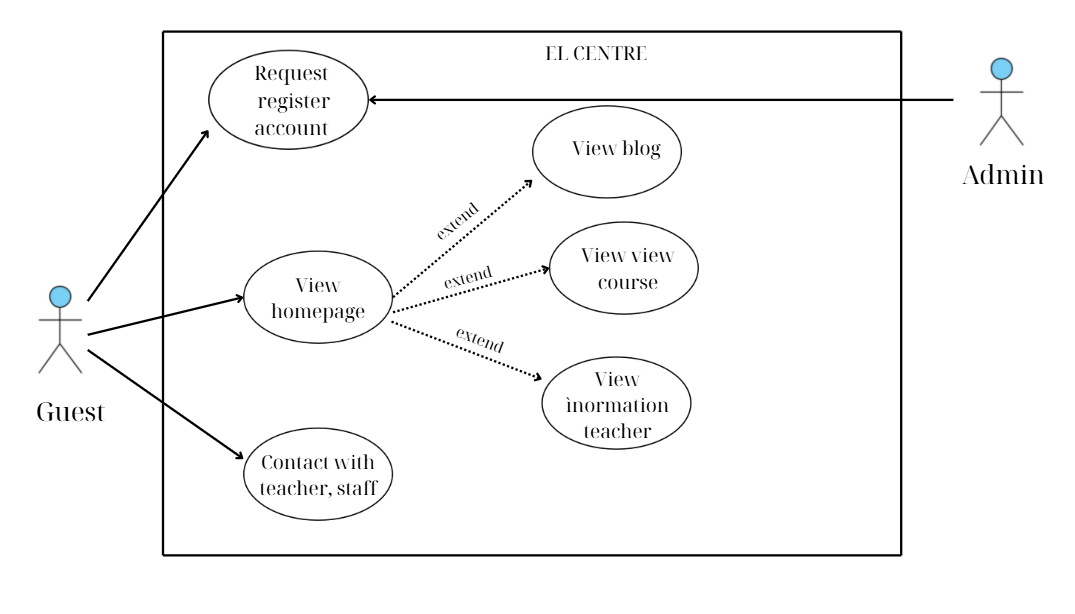 EL CENTRE
Request
register
account
View blog
extend
View view
course
extend
View
homepage
extend
View
ìnormation
teacher
Contact with
teacher, staff
Guest
Admin